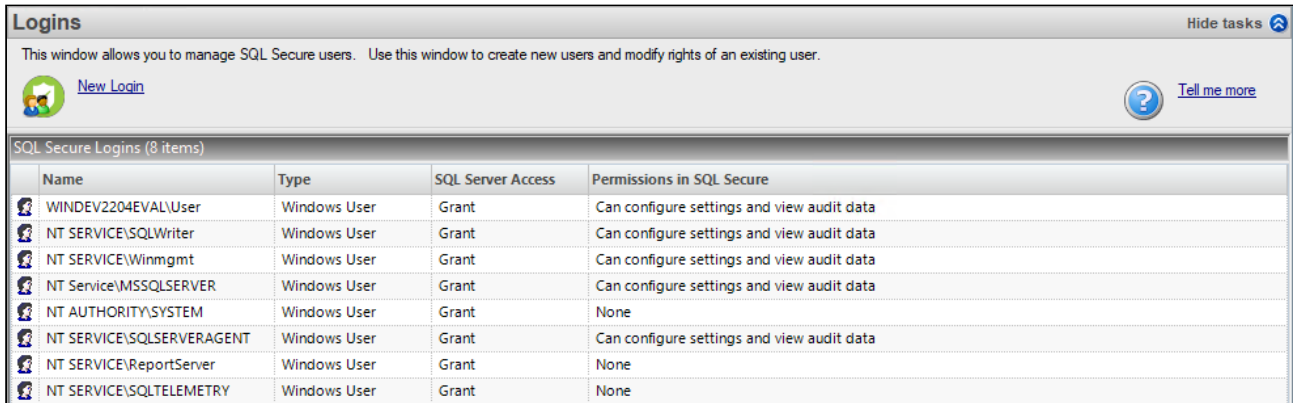 Logins Hide tasks
This window allows you to manage SQL Secure users. Use this window to create new users and modify rights of an existing user.
New Login Tell me more
SQL Secure Logins (8 items)
Name Type SQL Server Access Permissions in SQL Secure
WINDEV2204EVAL\User Windows User Grant Can configure settings and view audit data
NT SERVICE\SQLWriter Windows User Grant Can configure settings and view audit data
NT SERVICE\Winmgmt Windows User Grant Can configure settings and view audit data
NT Service\MSSQLSERVER Windows User Grant Can configure settings and view audit data
NT AUTHORITY\SYSTEM Windows User Grant None
NT SERVICE\SQLSERVERAGENT Windows User Grant Can configure settings and view audit data
NT SERVICE\ReportServer Windows User Grant None
NT SERVICE\SQLTELEMETRY Windows User Grant None